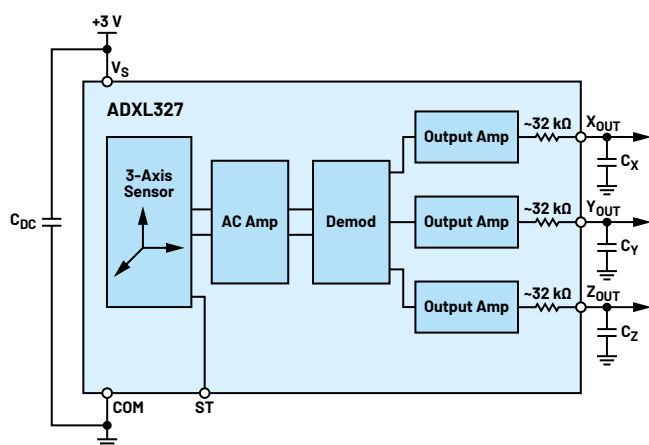 +3 V
V_S
ADXL327
3-Axis
Sensor
AC Amp
Demod
Output Amp
~32 kΩ
X_OUT
C_X
Output Amp
~32 kΩ
Y_OUT
C_Y
Output Amp
~32 kΩ
Z_OUT
C_Z
C_DC
COM
ST